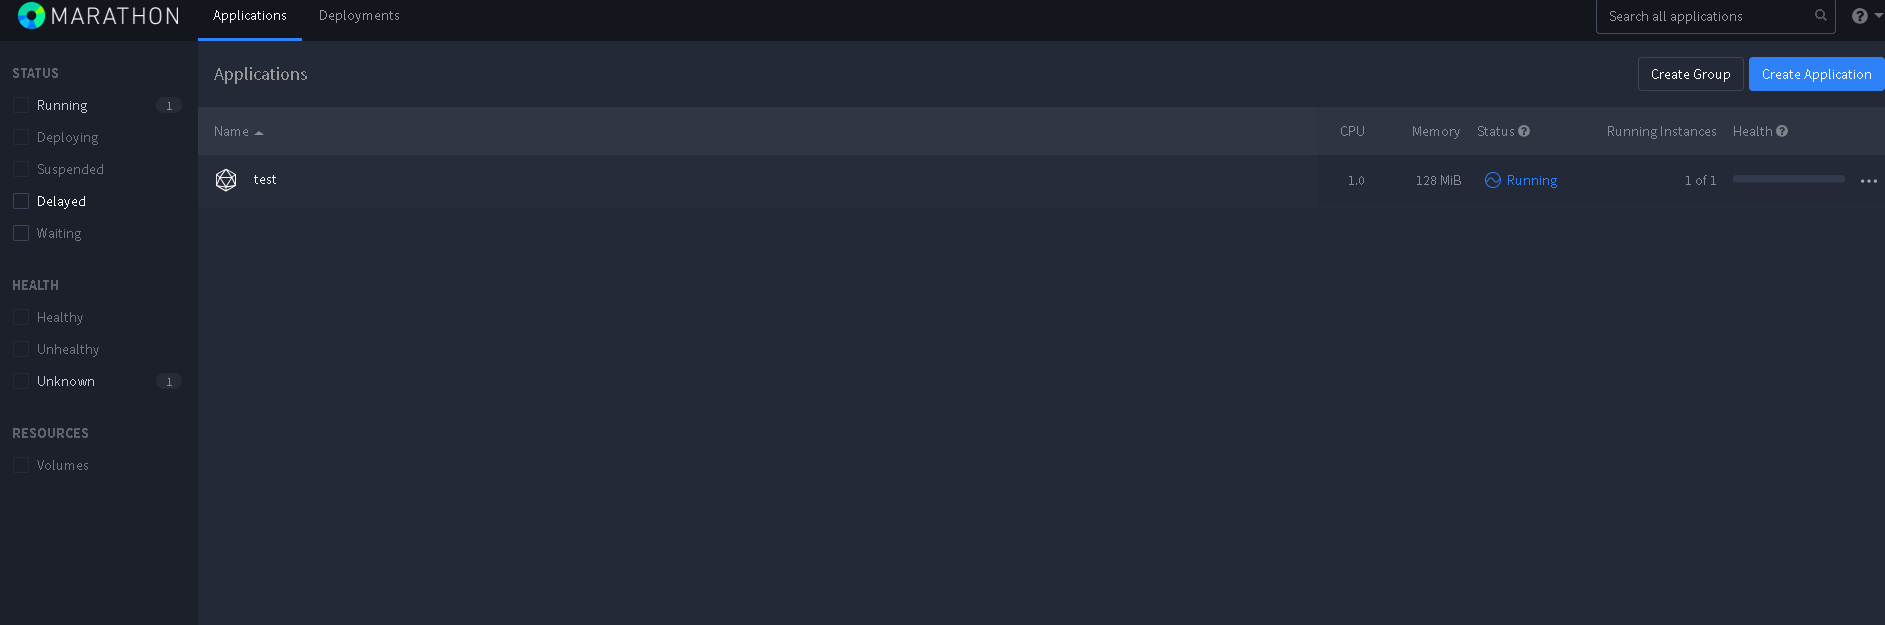 MARATHON
Applications
Deployments
Search all applications
STATUS
Running 1
Deploying
Suspended
Delayed
Waiting
HEALTH
Healthy
Unhealthy
Unknown 1
RESOURCES
Volumes
Applications
Create Group
Create Application
Name CPU Memory Status Running Instances Health
test 1.0 128 MiB Running 1 of 1